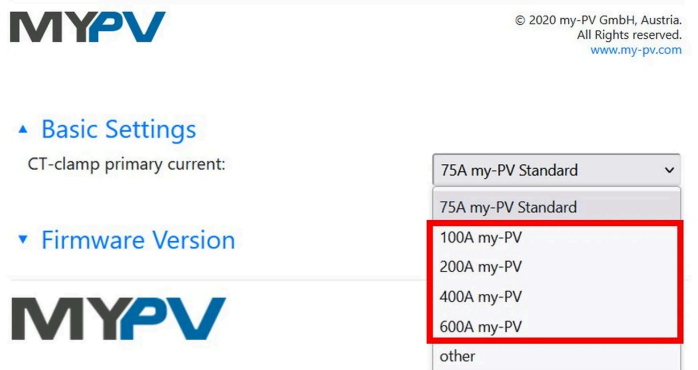 MYPV
© 2020 my-PV GmbH, Austria.
All Rights reserved.
www.my-pv.com
▲ Basic Settings
CT-clamp primary current:
75A my-PV Standard
75A my-PV Standard
100A my-PV
200A my-PV
400A my-PV
600A my-PV
other
▼ Firmware Version
MYPV